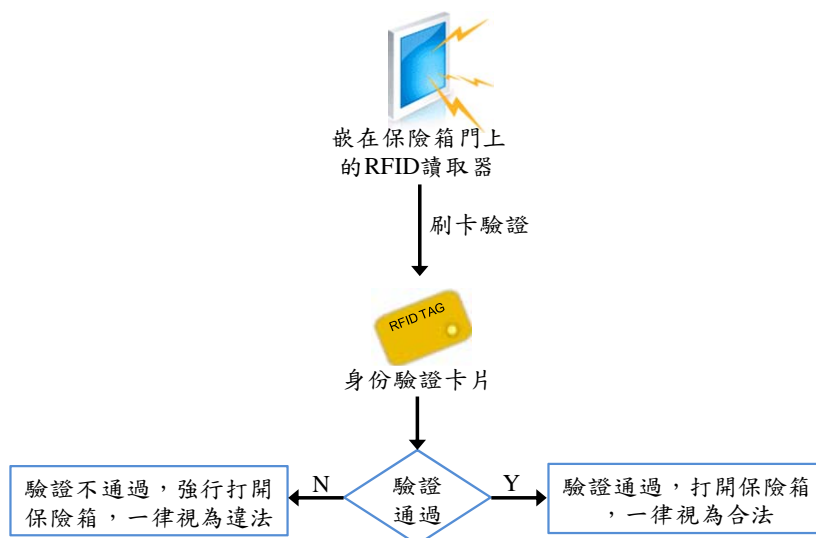 嵌在保險箱門上
的RFID讀取器
刷卡驗證
RFID TAG
身份驗證卡片
驗證不通過，強行打開
保險箱，一律視為違法
N
驗證
通過
Y
驗證通過，打開保險箱
，一律視為合法